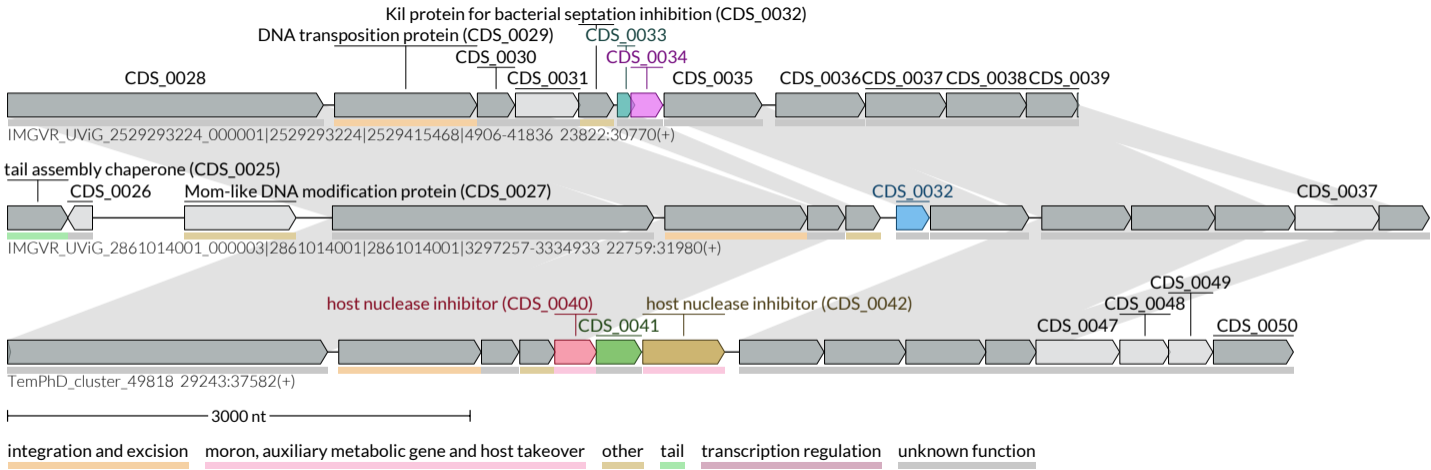 Kil protein for bacterial septation inhibition (CDS_0032)
DNA transposition protein (CDS_0029) CDS_0033
CDS_0030 CDS_0034
CDS_0028 CDS_0031 CDS_0035 CDS_0036 CDS_0037 CDS_0038 CDS_0039
IMGVR_UViG_2529293224_000001|2529293224|2529415468|4906-41836 23822:30770(+)
tail assembly chaperone (CDS_0025)
CDS_0026 Mom-like DNA modification protein (CDS_0027) CDS_0032 CDS_0037
IMGVR_UViG_2861014001_000003|2861014001|2861014001|3297257-3334933 22759:31980(+)
CDS_0049
host nuclease inhibitor (CDS_0040) host nuclease inhibitor (CDS_0042) CDS_0048
CDS_0041 CDS_0047 CDS_0050
TemPhD_cluster_49818 29243:37582(+)
3000 nt
integration and excision moron, auxiliary metabolic gene and host takeover other tail transcription regulation unknown function